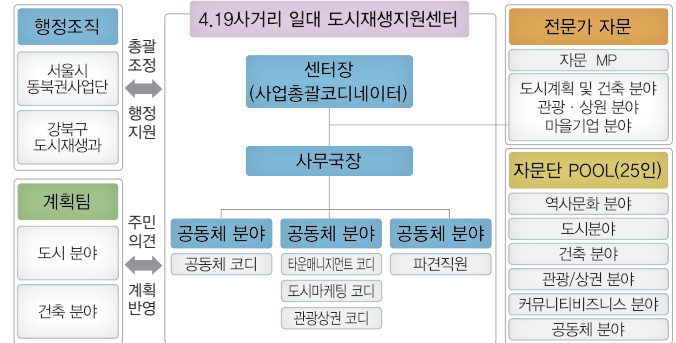 행정조직
서울시
동북권사업단
강북구
도시재생과
계획팀
도시 분야
건축 분야
총괄
조정
행정
지원
주민
의견
계획
반영
4.19사거리 일대 도시재생지원센터
센터장
(사업총괄코디네이터)
사무국장
공동체 분야
공동체 코디
공동체 분야
타운매니지먼트 코디
도시마케팅 코디
관광상권 코디
공동체 분야
파견직원
전문가 자문
자문 MP
도시계획 및 건축 분야
관광 · 상원 분야
마을기업 분야
자문단 POOL(25인)
역사문화 분야
도시분야
건축 분야
관광/상권 분야
커뮤니티비즈니스 분야
공동체 분야